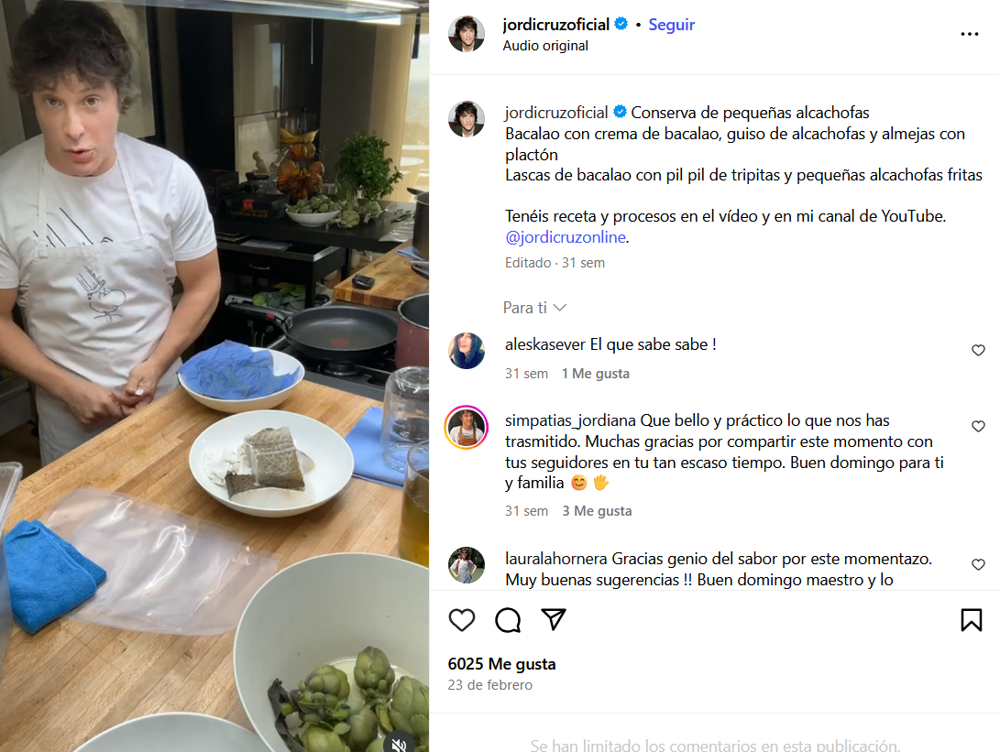 jordicruzoficial • Seguir
Audio original
jordicruzoficial Conserva de pequeñas alcachofas
Bacalao con crema de bacalao, guiso de alcachofas y almejas con
plactón
Lascas de bacalao con pil pil de tripitas y pequeñas alcachofas fritas
Tenéis receta y procesos en el vídeo y en mi canal de YouTube.
@jordicruzonline.
Editado · 31 sem
Para ti
aleskasever El que sabe sabe !
31 sem 1 Me gusta
simpatias_jordiana Que bello y práctico lo que nos has
trasmitido. Muchas gracias por compartir este momento con
tus seguidores en tu tan escaso tiempo. Buen domingo para ti
y familia 😊 🖐
31 sem 3 Me gusta
lauralahornera Gracias genio del sabor por este momentazo.
Muy buenas sugerencias !! Buen domingo maestro y lo
6025 Me gusta
23 de febrero
Se han limitado los comentarios en esta publicación.